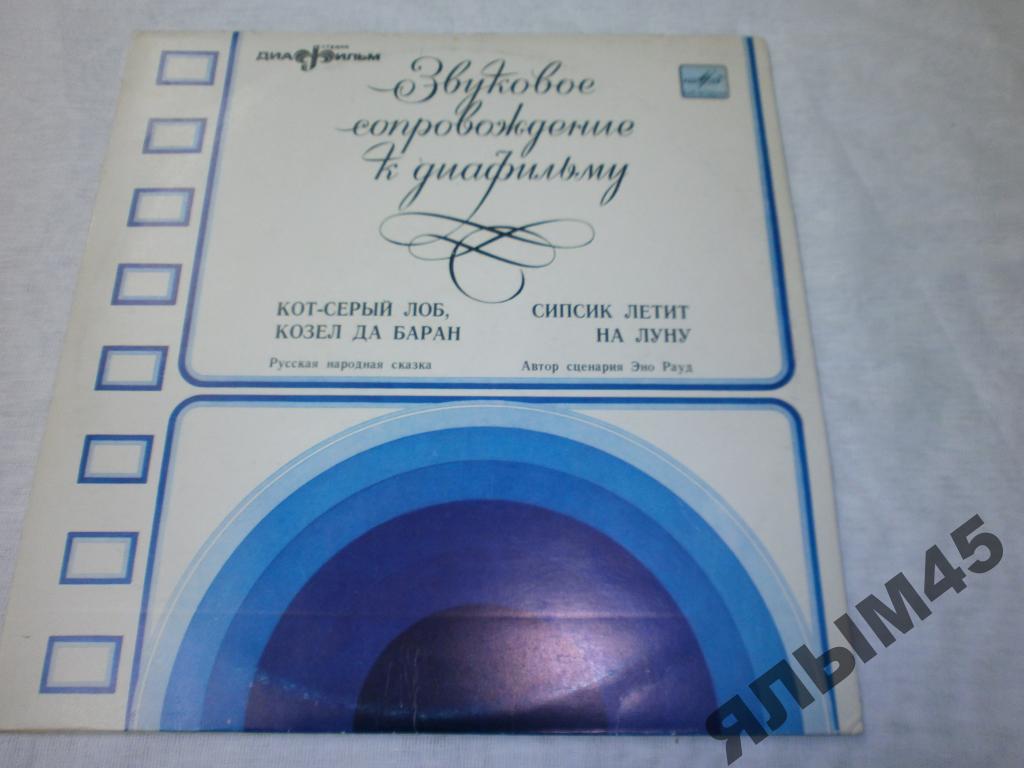 студия
ДИАФИЛЬМ
Звуковое
сопровождение
к диафильму
КОТ-СЕРЫЙ ЛОБ,
КОЗЕЛ ДА БАРАН
Русская народная сказка
СИПСИК ЛЕТИТ
НА ЛУНУ
Автор сценария Эно Рауд
ЯЛЫМ45